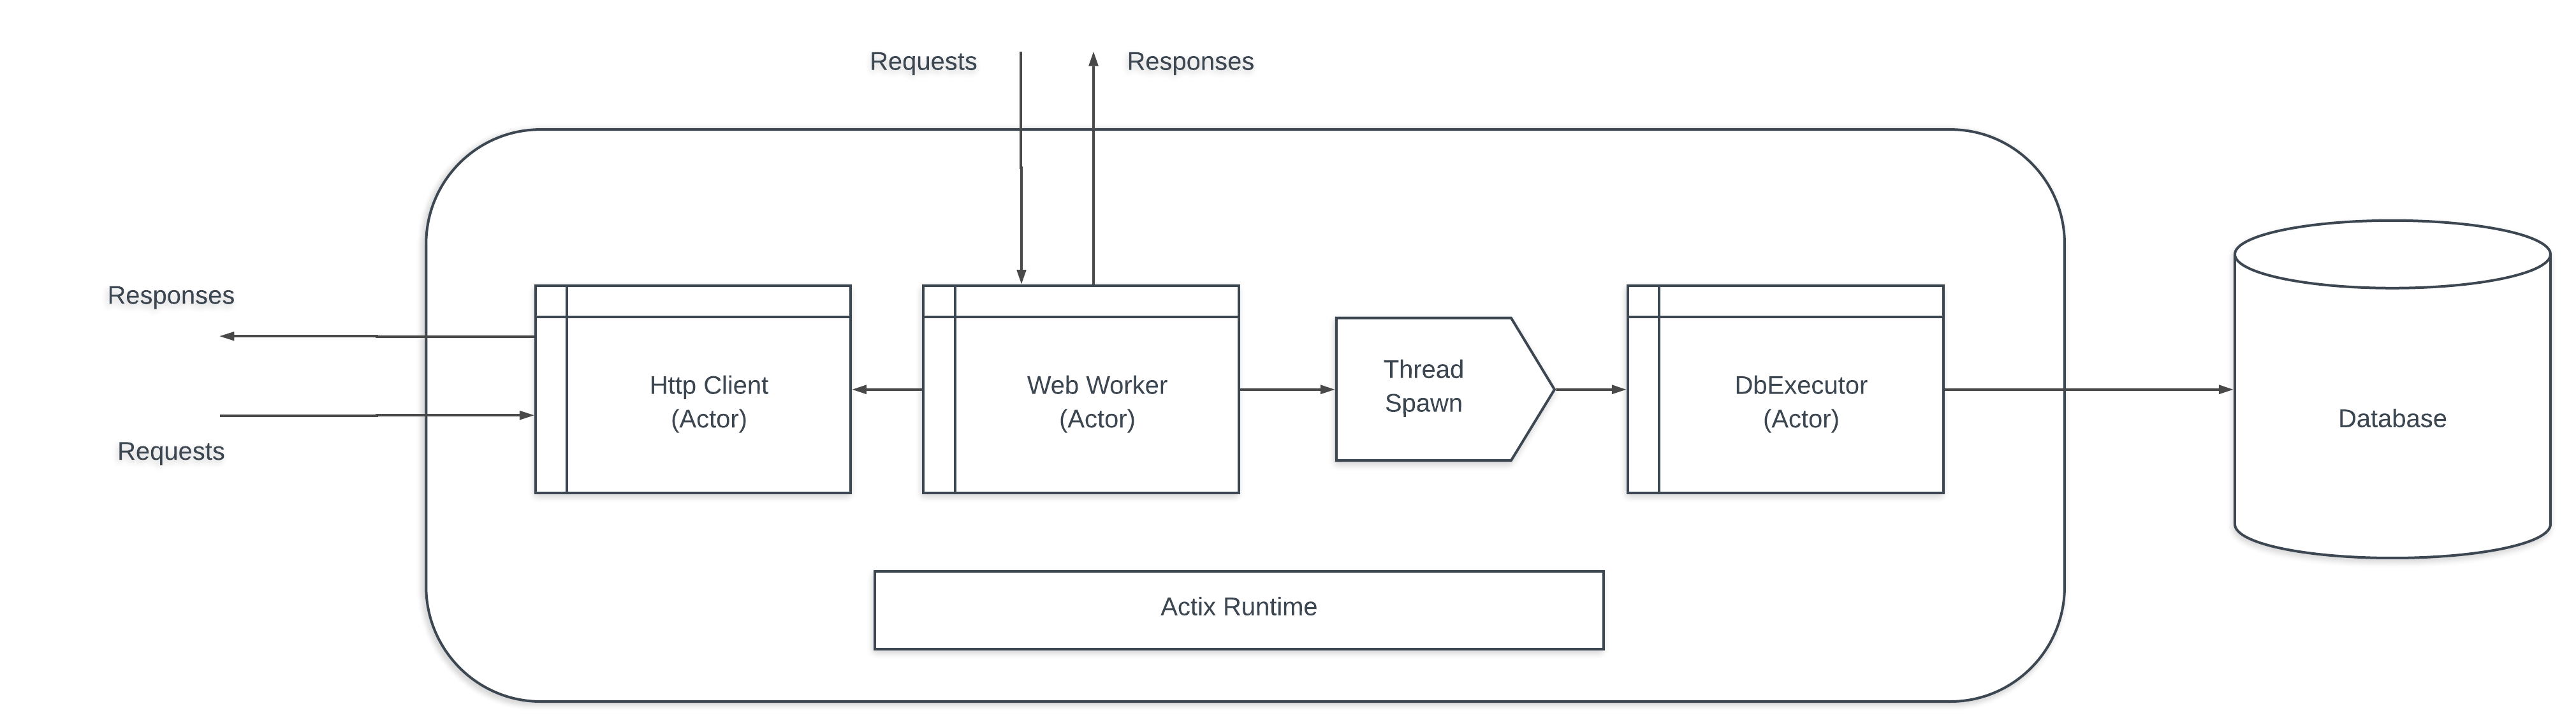 Requests
Responses
Responses
Requests
Http Client
(Actor)
Web Worker
(Actor)
Thread
Spawn
DbExecutor
(Actor)
Database
Actix Runtime